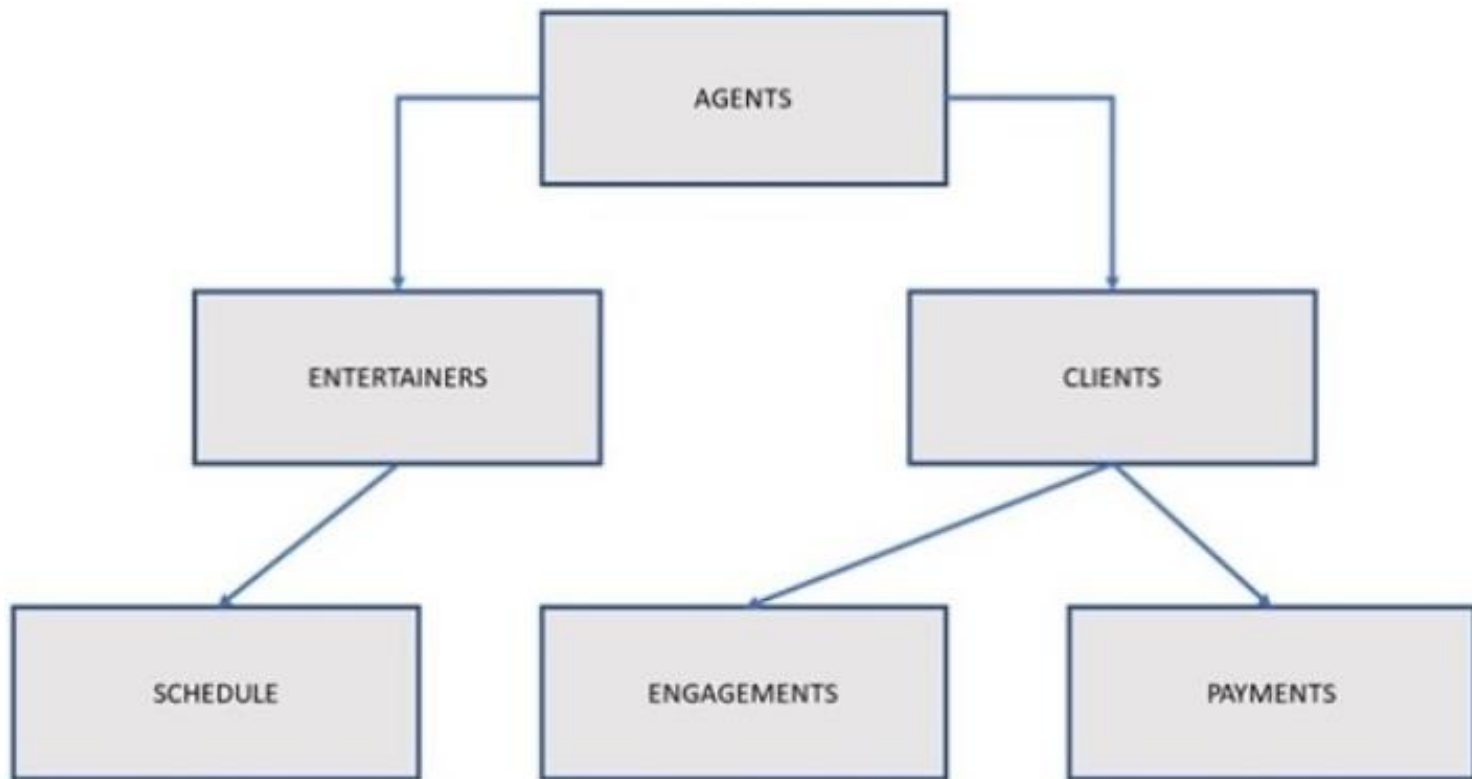 AGENTS
ENTERTAINERS
CLIENTS
SCHEDULE
ENGAGEMENTS
PAYMENTS